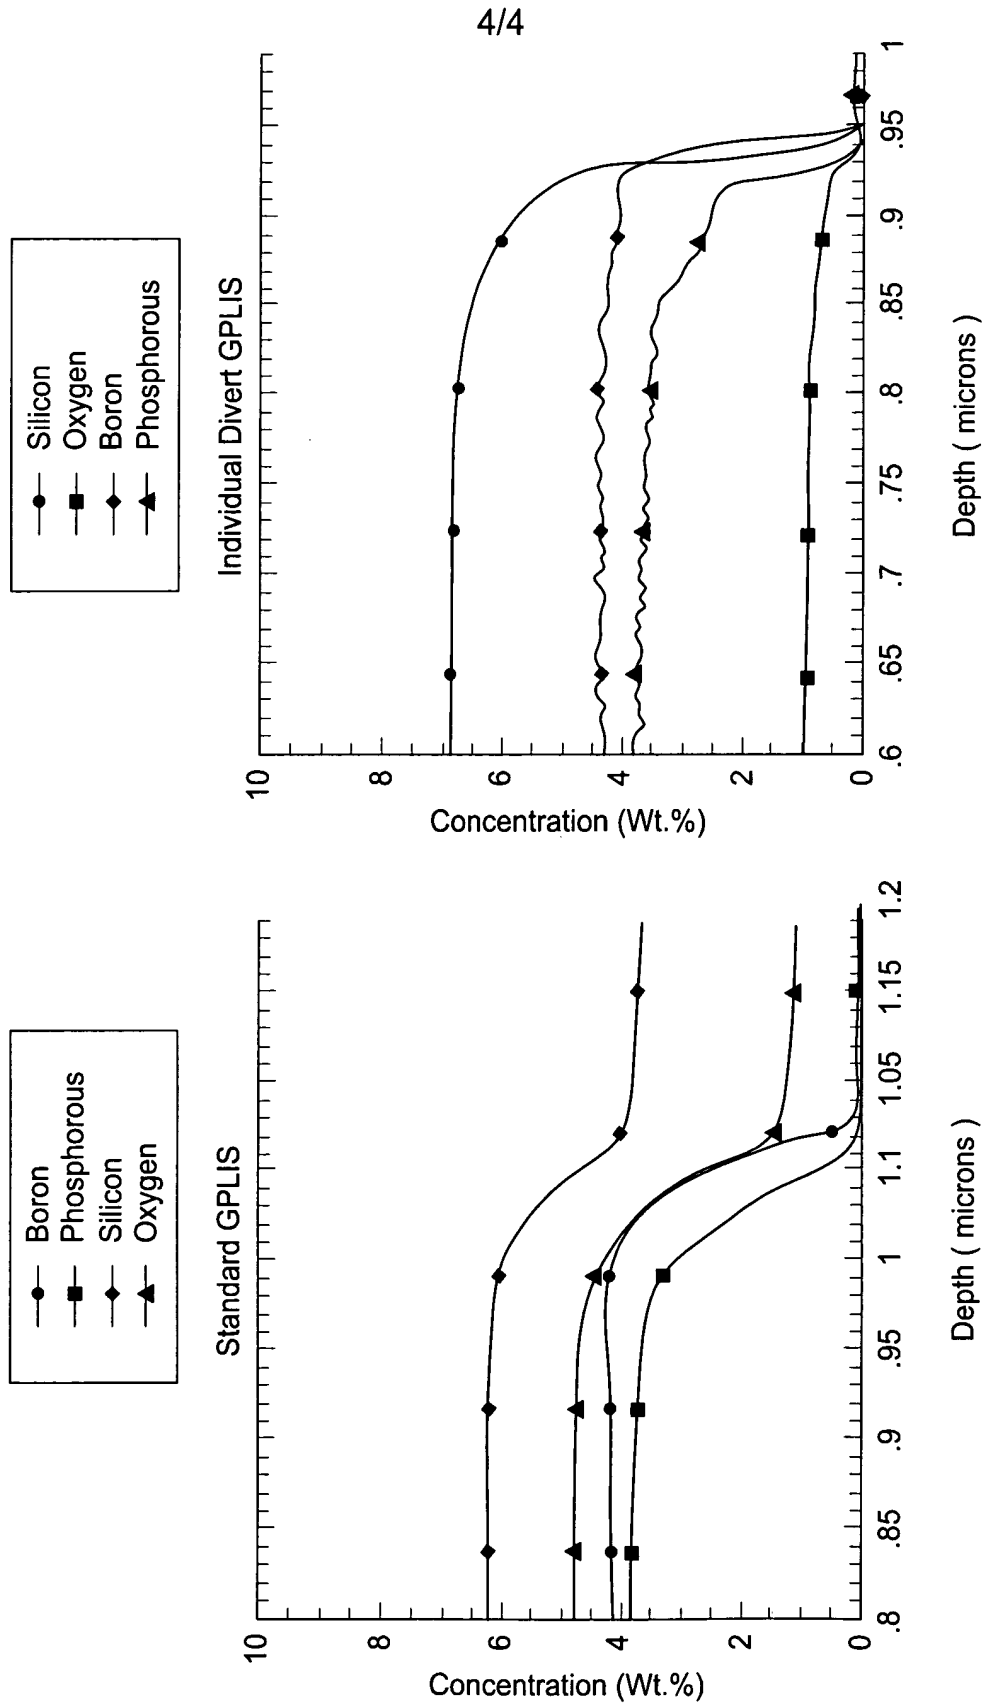 4/4
Boron
Phosphorous
Silicon
Oxygen
Standard GPLIS
10
8
6
4
2
0
Concentration (Wt.%)
.8 .85 .9 .95 1 1.1 1.05 1.15 1.2
Depth ( microns )
Silicon
Oxygen
Boron
Phosphorous
Individual Divert GPLIS
10
8
6
4
2
0
Concentration (Wt.%)
.6 .65 .7 .75 .8 .85 .9 .95 1
Depth ( microns )